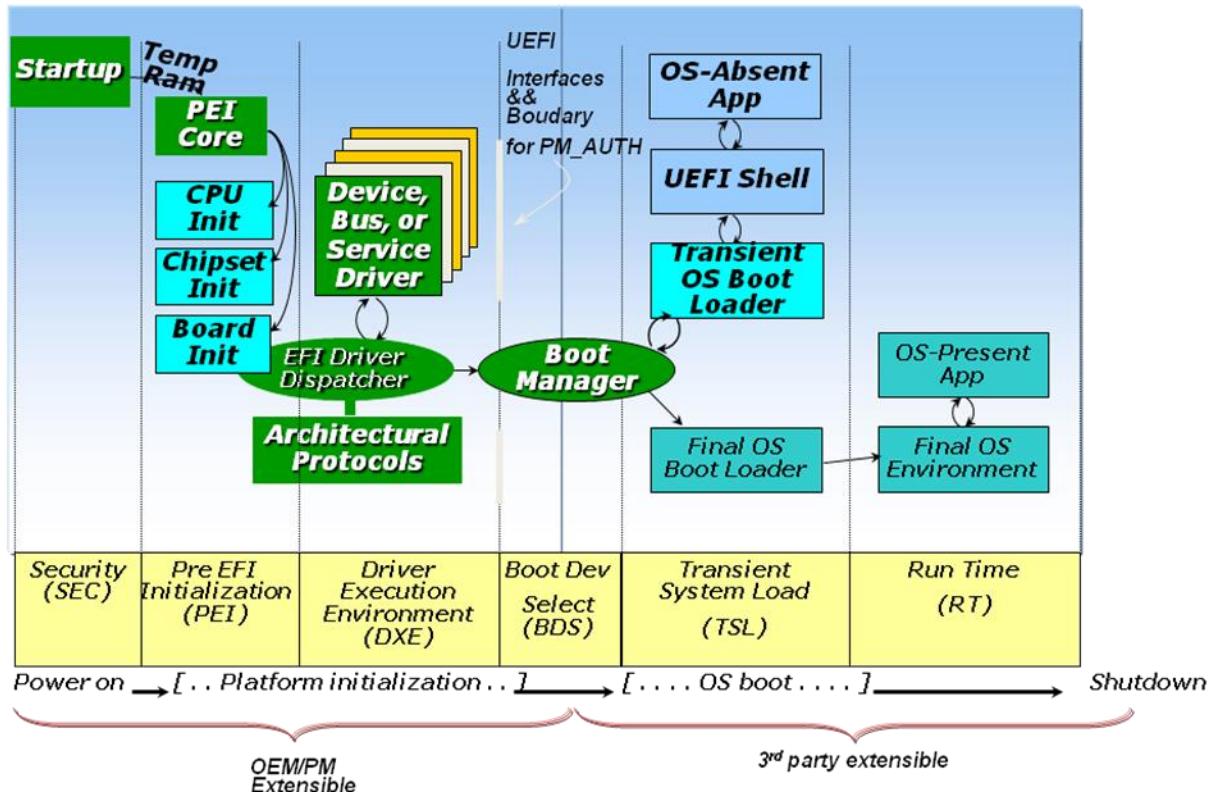 Startup
Temp
Ram
PEI
Core
CPU
Init
Chipset
Init
Board
Init
Device,
Bus, or
Service
Driver
EFI Driver
Dispatcher
Architectural
Protocols
UEFI
Interfaces
&&
Boudary
for PM_AUTH
Boot
Manager
OS-Absent
App
UEFI Shell
Transient
OS Boot
Loader
Final OS
Boot Loader
OS-Present
App
Final OS
Environment
Security
(SEC)
Pre EFI
Initialization
(PEI)
Driver
Execution
Environment
(DXE)
Boot Dev
Select
(BDS)
Transient
System Load
(TSL)
Run Time
(RT)
Power on [ . . Platform initialization . . ] [ . . . . OS boot . . . . ] Shutdown
OEM/PM
Extensible
3rd party extensible